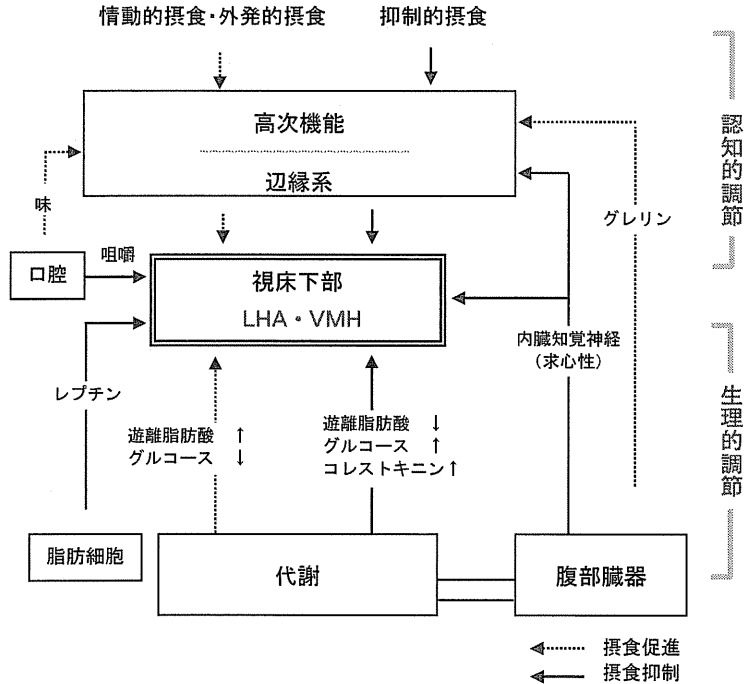 情動的摂食・外発的摂食
抑制的摂食
高次機能
辺縁系
味
口腔
咀嚼
視床下部
LHA・VMH
グレリン
内臓知覚神経
(求心性)
レプチン
遊離脂肪酸 ↑
グルコース ↓
遊離脂肪酸 ↓
グルコース ↑
コレストキニン↑
脂肪細胞
代謝
腹部臓器
認知的調節
生理的調節
摂食促進
摂食抑制